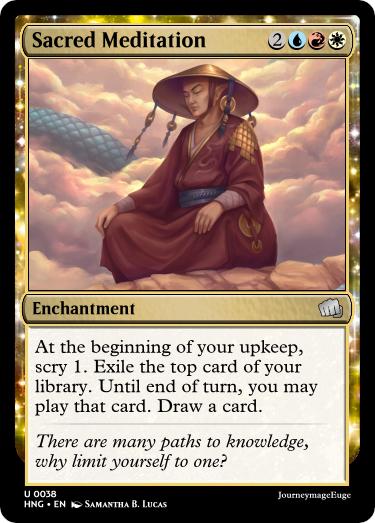 Sacred Meditation 2
Enchantment
At the beginning of your upkeep,
scry 1. Exile the top card of your
library. Until end of turn, you may
play that card. Draw a card.
There are many paths to knowledge,
why limit yourself to one?
U 0038
HNG • EN Samantha B. Lucas JourneymageEuge